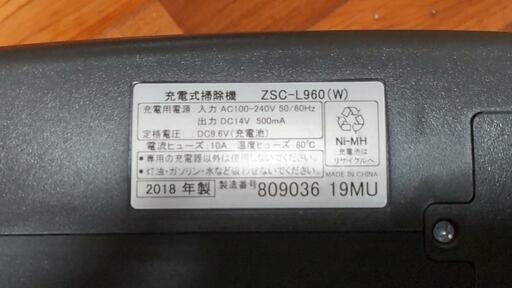 充電式掃除機 ZSC-L960(W)
充電用電源 入力 AC100-240V 50/60Hz
出力 DC14V 500mA
定格電圧 : DC9.6V(充電池)
電流ヒューズ : 10A 温度ヒューズ : 80℃
●専用の充電器以外は使用しないでください。
●灯油・ガソリン・水など吸わせないでください。
2018 年製 製造番号 809036 19MU
Ni-MH
充電池は
リサイクルへ
MADE IN CHINA